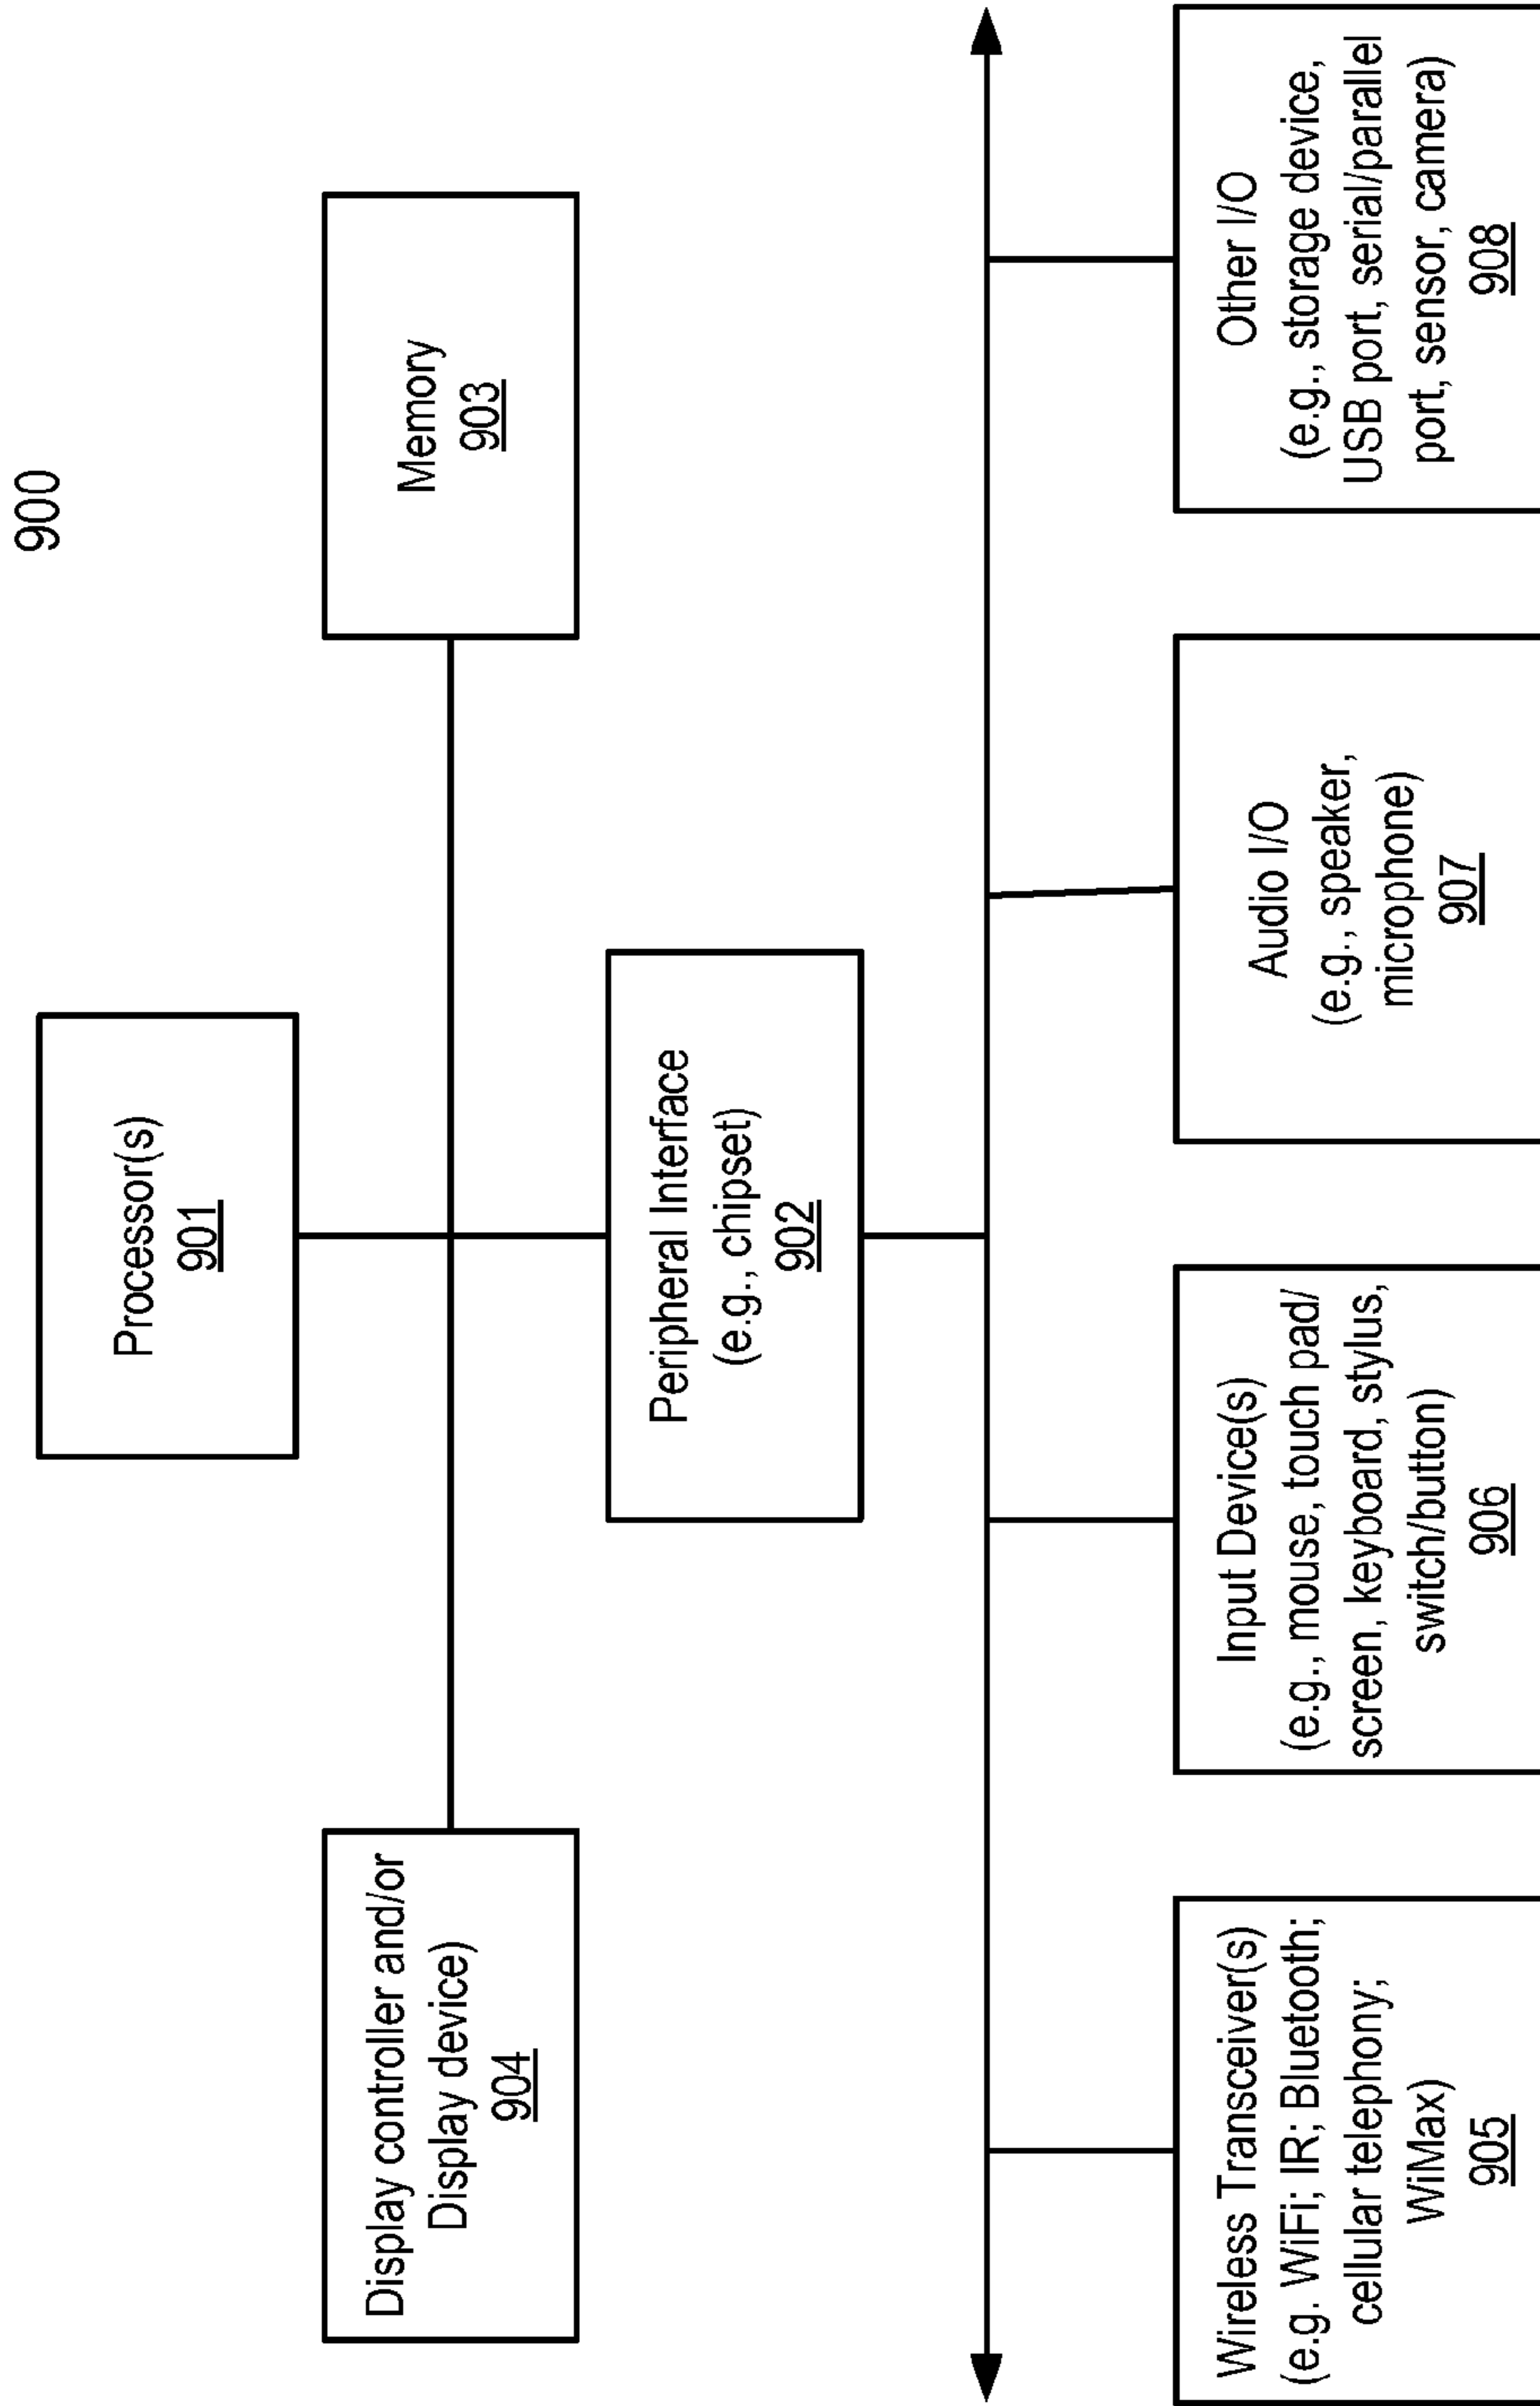 900
Processor(s)
901
Display controller and/or
Display device)
904
Memory
903
Peripheral Interface
(e.g., chipset)
902
Wireless Transceiver(s)
(e.g. WiFi; IR; Bluetooth;
cellular telephony;
WiMax)
905
Input Device(s)
(e.g., mouse, touch pad/
screen, keyboard, stylus,
switch/button)
906
Audio I/O
(e.g., speaker,
microphone)
907
Other I/O
(e.g., storage device,
USB port, serial/parallel
port, sensor, camera)
908